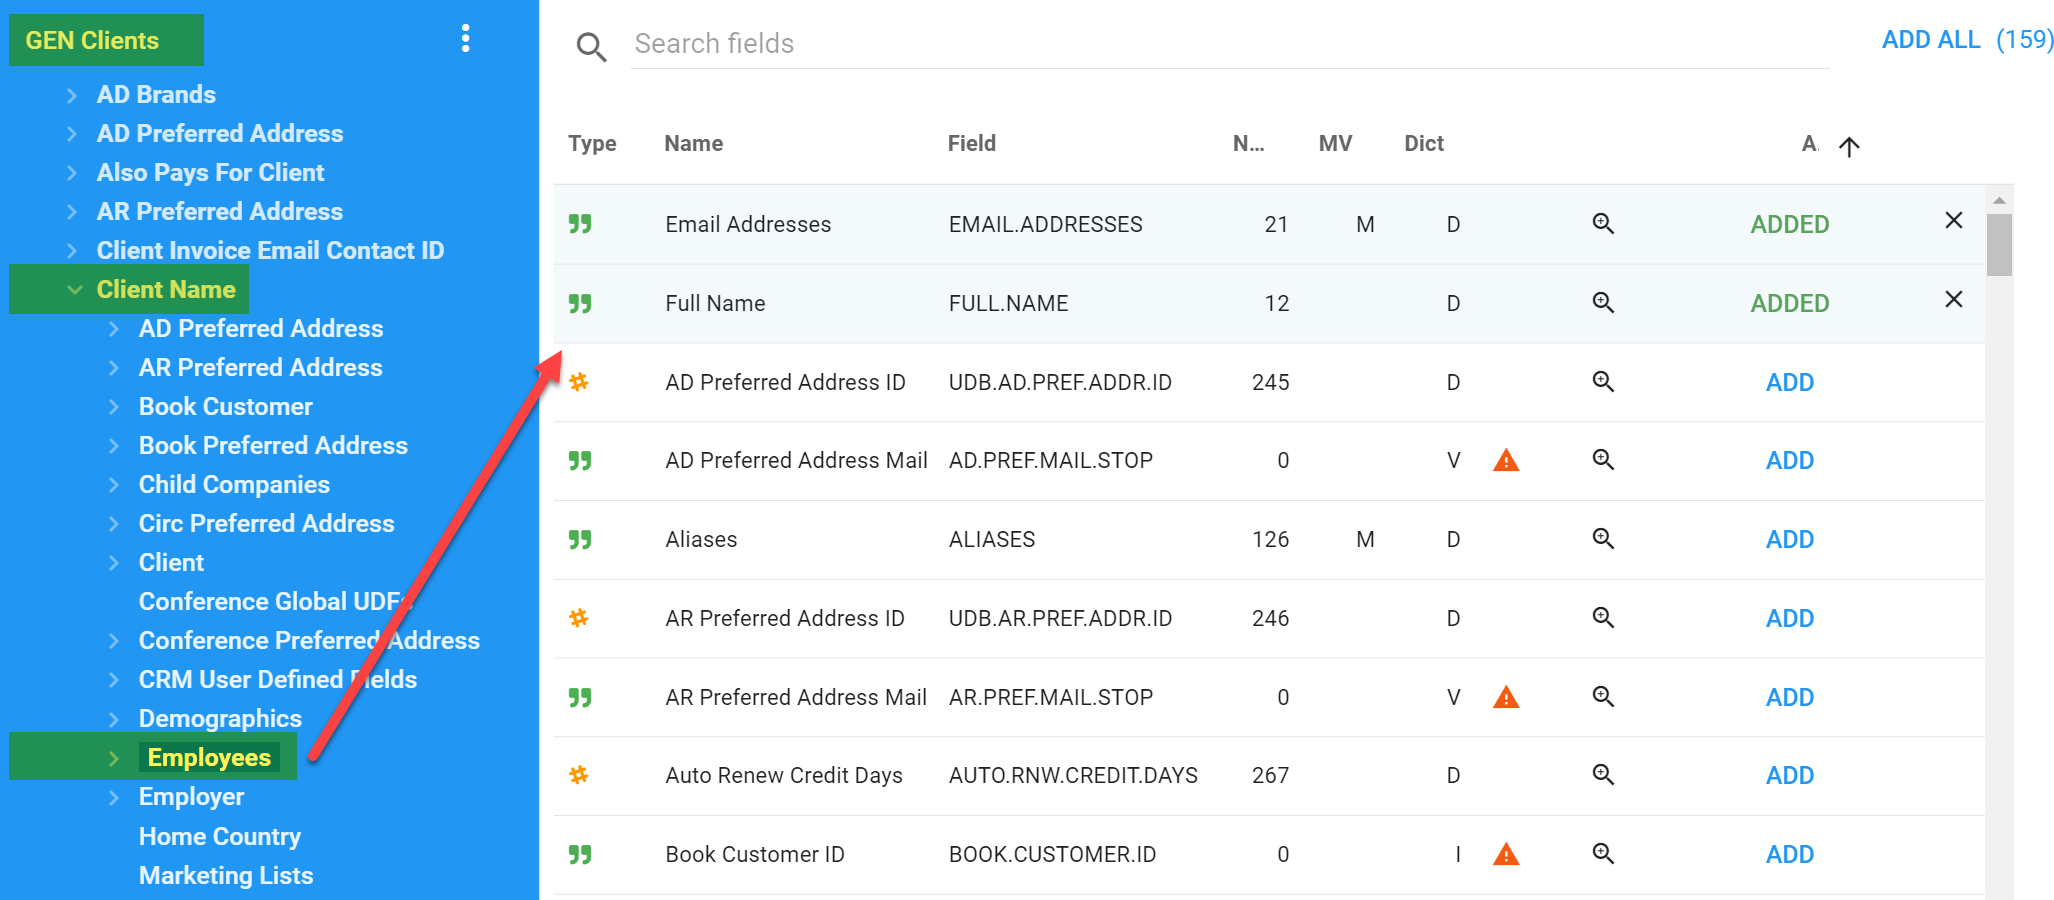 GEN Clients
AD Brands
AD Preferred Address
Also Pays For Client
AR Preferred Address
Client Invoice Email Contact ID
Client Name
AD Preferred Address
AR Preferred Address
Book Customer
Book Preferred Address
Child Companies
Circ Preferred Address
Client
Conference Global UDFs
Conference Preferred Address
CRM User Defined Fields
Demographics
Employees
Employer
Home Country
Marketing Lists
Search fields
ADD ALL (159)
Type Name Field N... MV Dict A.
Email Addresses EMAIL.ADDRESSES 21 M D ADDED
Full Name FULL.NAME 12 D ADDED
AD Preferred Address ID UDB.AD.PREF.ADDR.ID 245 D ADD
AD Preferred Address Mail AD.PREF.MAIL.STOP 0 V ADD
Aliases ALIASES 126 M D ADD
AR Preferred Address ID UDB.AR.PREF.ADDR.ID 246 D ADD
AR Preferred Address Mail AR.PREF.MAIL.STOP 0 V ADD
Auto Renew Credit Days AUTO.RNW.CREDIT.DAYS 267 D ADD
Book Customer ID BOOK.CUSTOMER.ID 0 I ADD